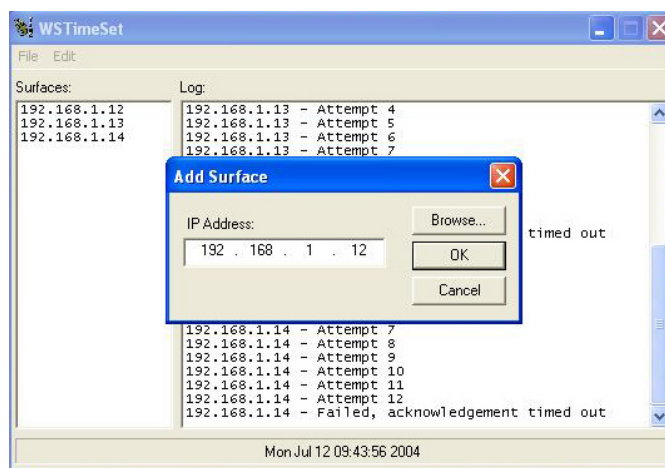 WSTimeSet
File Edit
Surfaces:
192.168.1.12
192.168.1.13
192.168.1.14
Log:
192.168.1.13 - Attempt 4
192.168.1.13 - Attempt 5
192.168.1.13 - Attempt 6
192.168.1.13 - Attempt 7
timed out
Add Surface
IP Address:
192 . 168 . 1 . 12
Browse...
OK
Cancel
192.168.1.14 - Attempt 7
192.168.1.14 - Attempt 8
192.168.1.14 - Attempt 9
192.168.1.14 - Attempt 10
192.168.1.14 - Attempt 11
192.168.1.14 - Attempt 12
192.168.1.14 - Failed, acknowledgement timed out
Mon Jul 12 09:43:56 2004